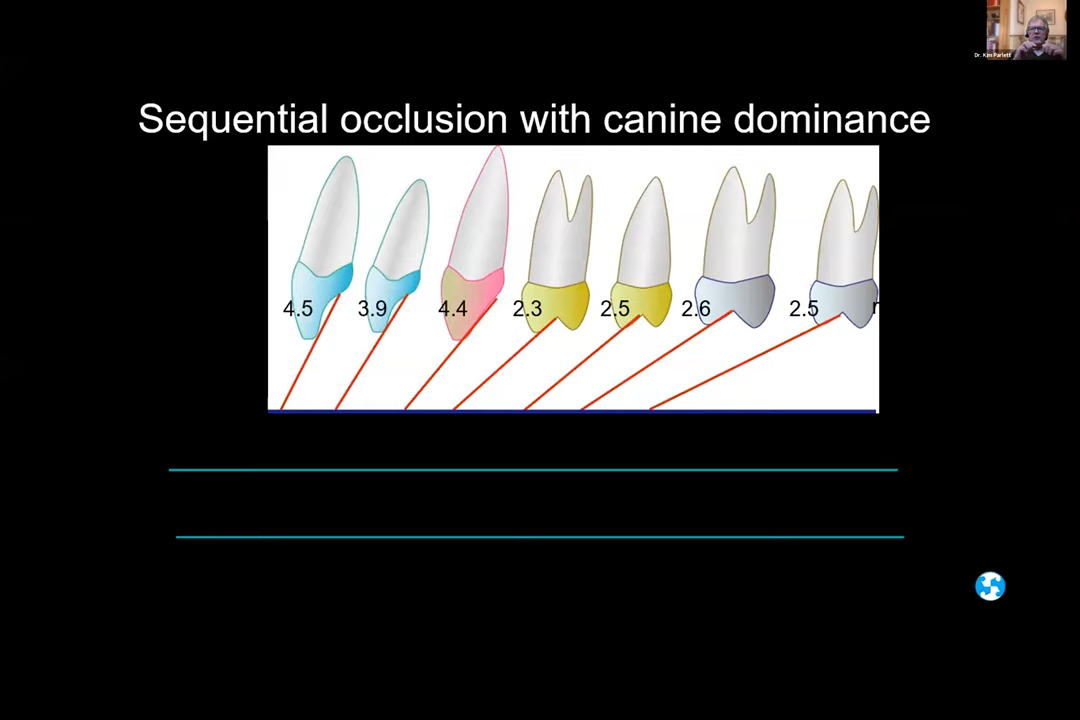 Dr. Kim Parlett
Sequential occlusion with canine dominance
4.5 3.9 4.4 2.3 2.5 2.6 2.5